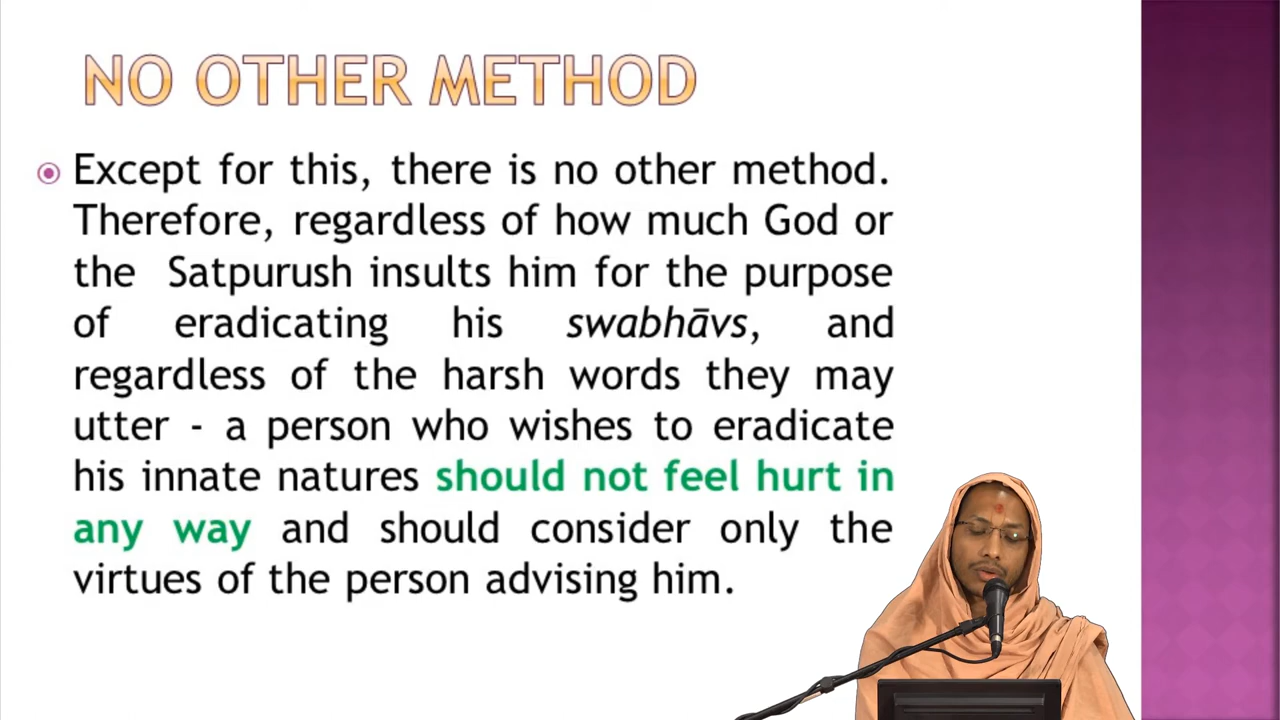 NO OTHER METHOD
Except for this, there is no other method.
Therefore, regardless of how much God or
the Satpurush insults him for the purpose
of eradicating his swabhāvs, and
regardless of the harsh words they may
utter - a person who wishes to eradicate
his innate natures should not feel hurt in
any way and should consider only the
virtues of the person advising him.